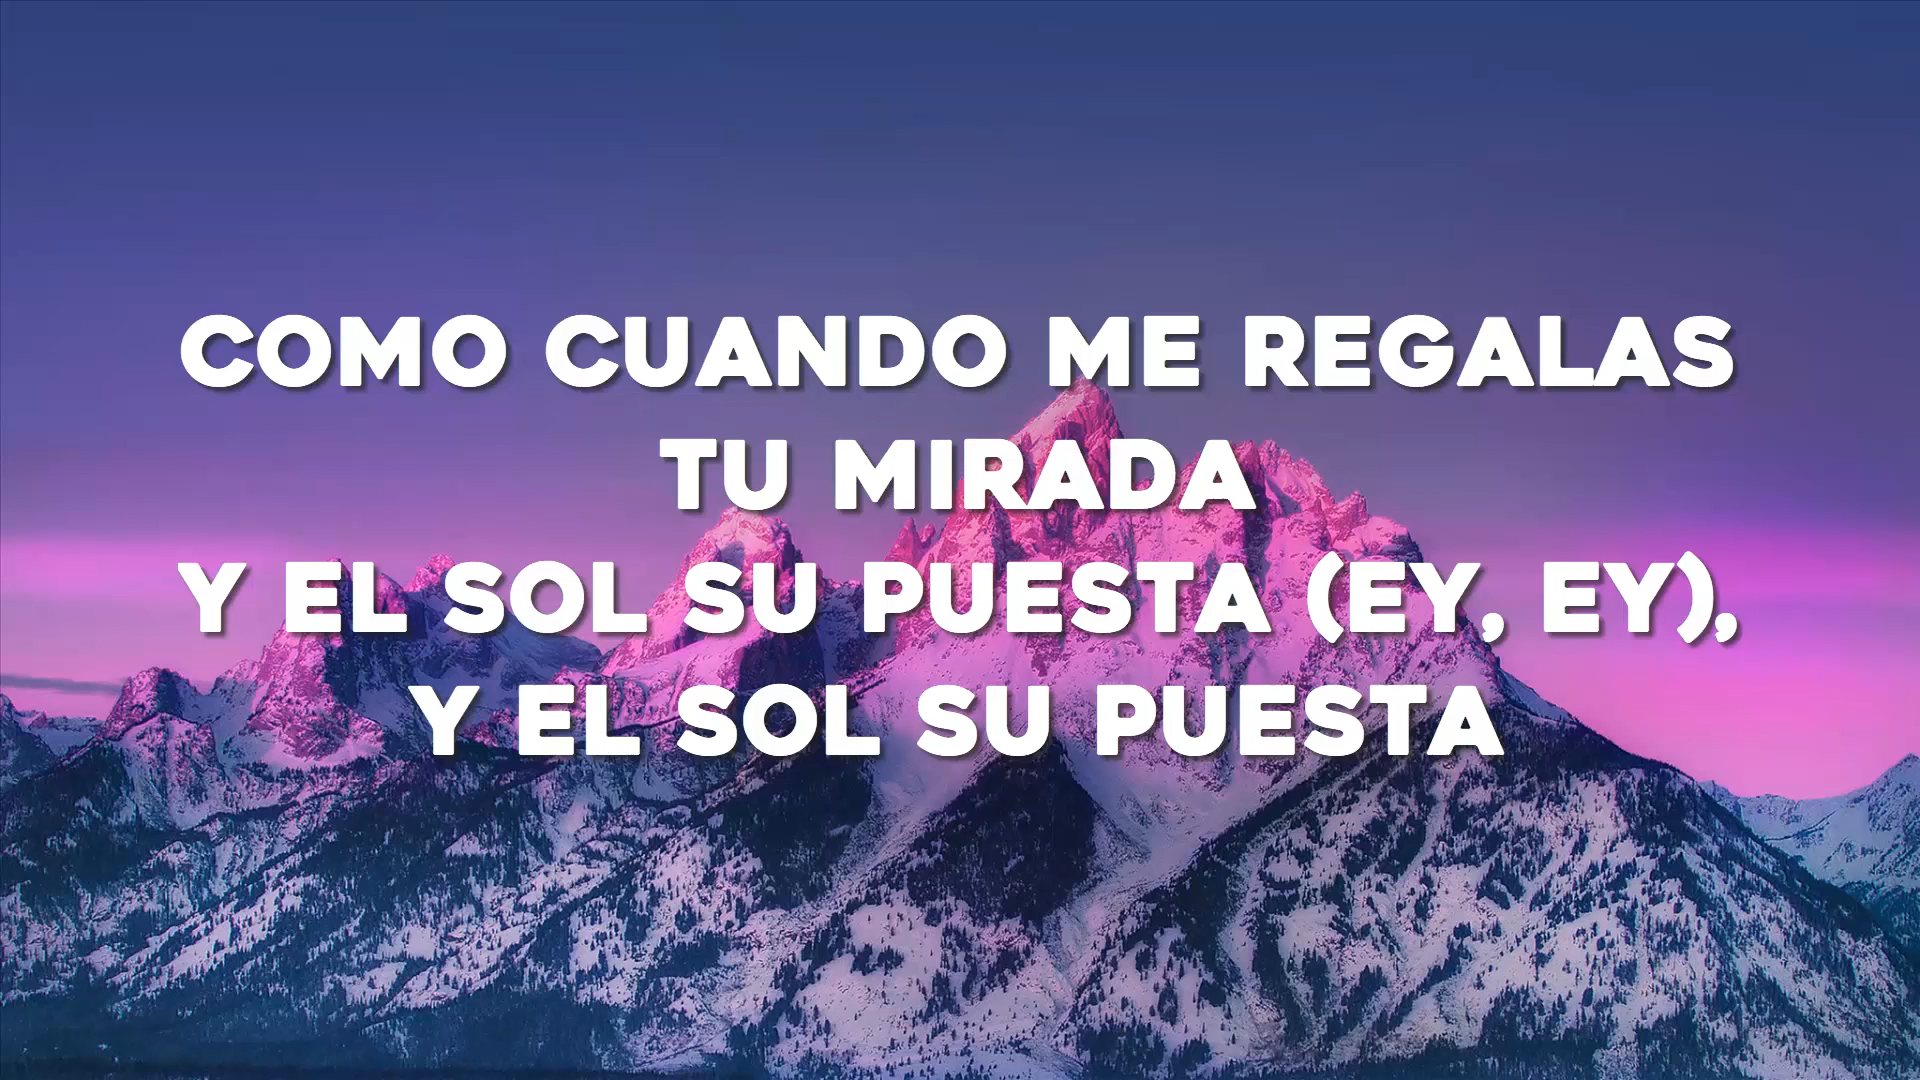 COMO CUANDO ME REGALAS
TU MIRADA
Y EL SOL SU PUESTA (EY, EY),
Y EL SOL SU PUESTA